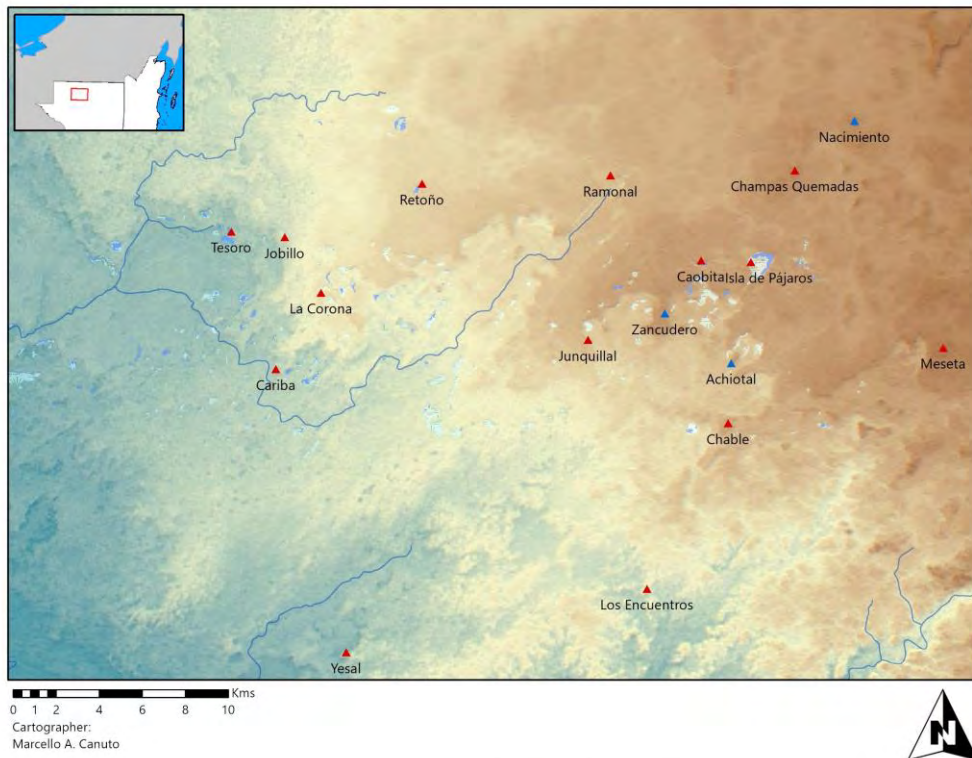 Nacimiento
Champas Quemadas
Ramonal
Retoño
Tesoro
Jobillo
Caobita
Isla de Pájaros
La Corona
Zancudero
Junquillal
Meseta
Cariba
Achiotal
Chable
Los Encuentros
Yesal
Kms
0 1 2 4 6 8 10
Cartographer:
Marcello A. Canuto
N